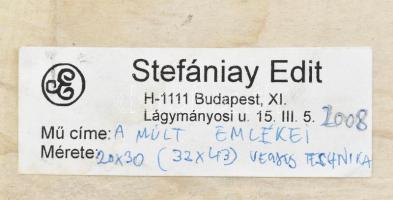 Stefániay Edit
H-1111 Budapest, XI.
Lágymányosi u. 15. III. 5. 2008
Mű címe: A MÚLT EMLÉKEI
Mérete: 20x30 (32x43) VEGYES TECHNIKA